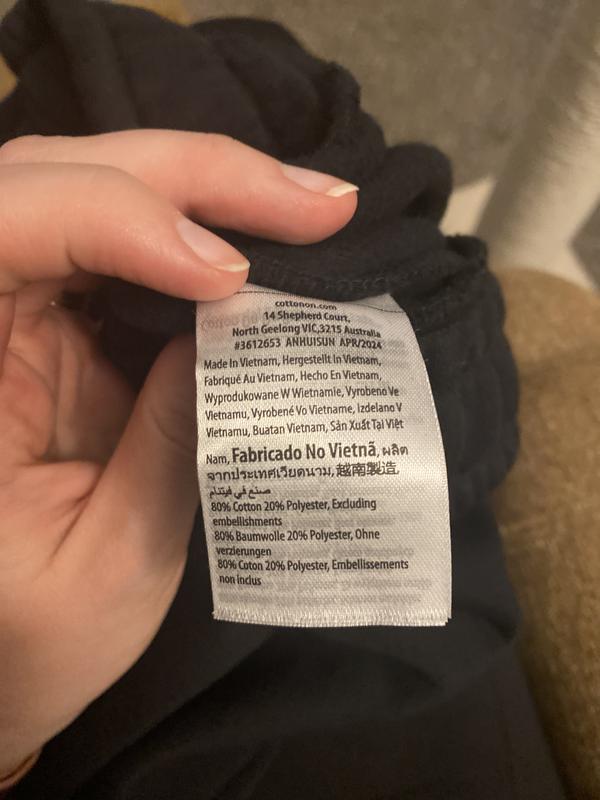 cottonon.com
14 Shepherd Court,
North Geelong VIC,3215 Australia
#3612653 ANHUISUN APR/2024
Made In Vietnam, Hergestellt In Vietnam,
Fabriqué Au Vietnam, Hecho En Vietnam,
Wyprodukowane W Wietnamie, Vyrobeno Ve
Vietnamu, Vyrobené Vo Vietname, Izdelano V
Vietnamu, Buatan Vietnam, Sản Xuất Tại Việt
Nam, Fabricado No Vietnã, ผลิต
จากประเทศเวียดนาม, 越南製造,
صنع في فيتنام
80% Cotton 20% Polyester, Excluding
embellishments
80% Baumwolle 20% Polyester, Ohne
verzierungen
80% Coton 20% Polyester, Embellissements
non inclus